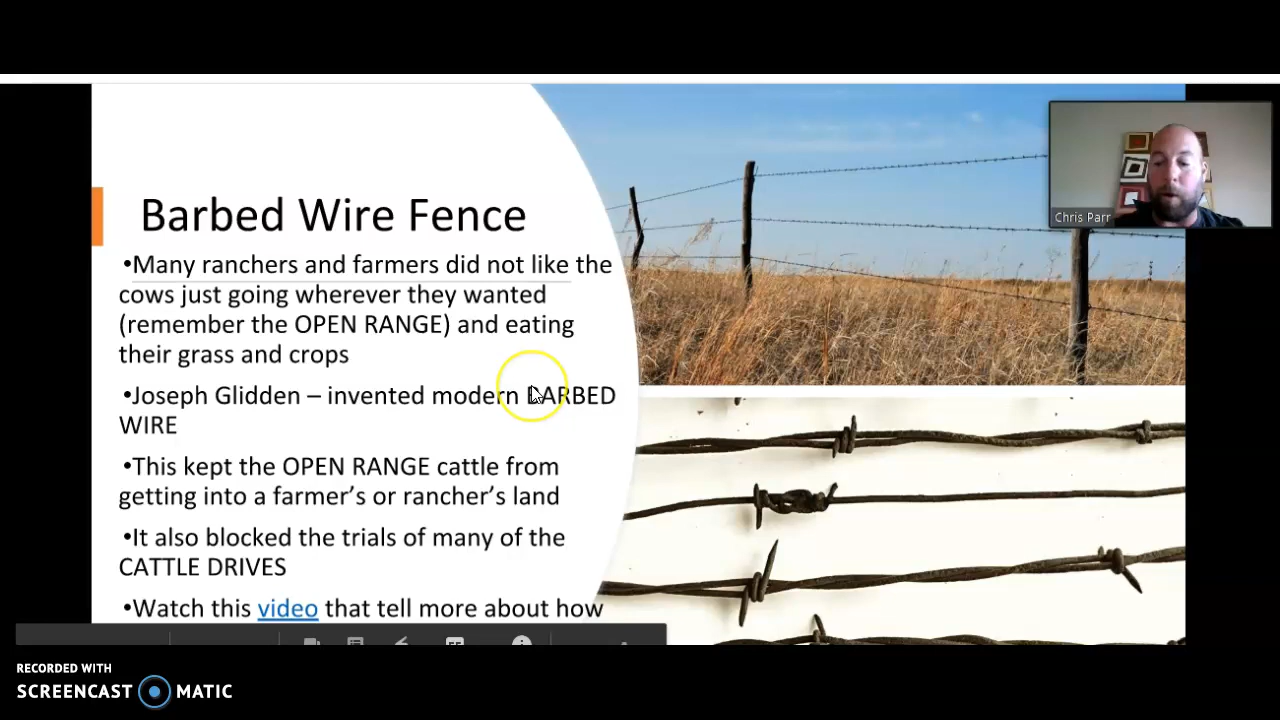 Barbed Wire Fence
•Many ranchers and farmers did not like the
cows just going wherever they wanted
(remember the OPEN RANGE) and eating
their grass and crops
•Joseph Glidden – invented modern BARBED
WIRE
•This kept the OPEN RANGE cattle from
getting into a farmer's or rancher's land
•It also blocked the trials of many of the
CATTLE DRIVES
•Watch this video that tell more about how
Chris Parr
RECORDED WITH
SCREENCAST MATIC